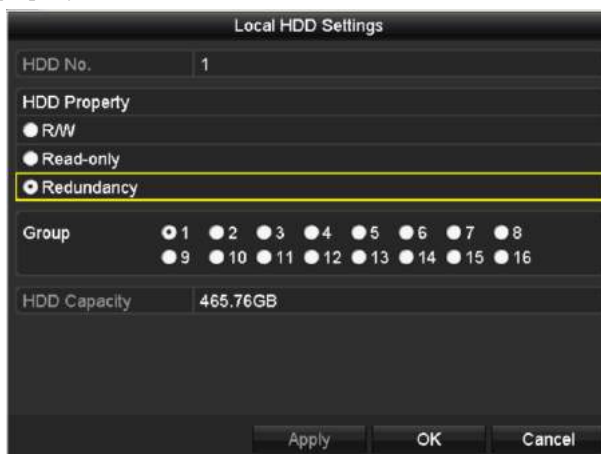 Local HDD Settings
HDD No. 1
HDD Property
R/W
Read-only
Redundancy
Group 1 2 3 4 5 6 7 8
9 10 11 12 13 14 15 16
HDD Capacity 465.76GB
Apply OK Cancel